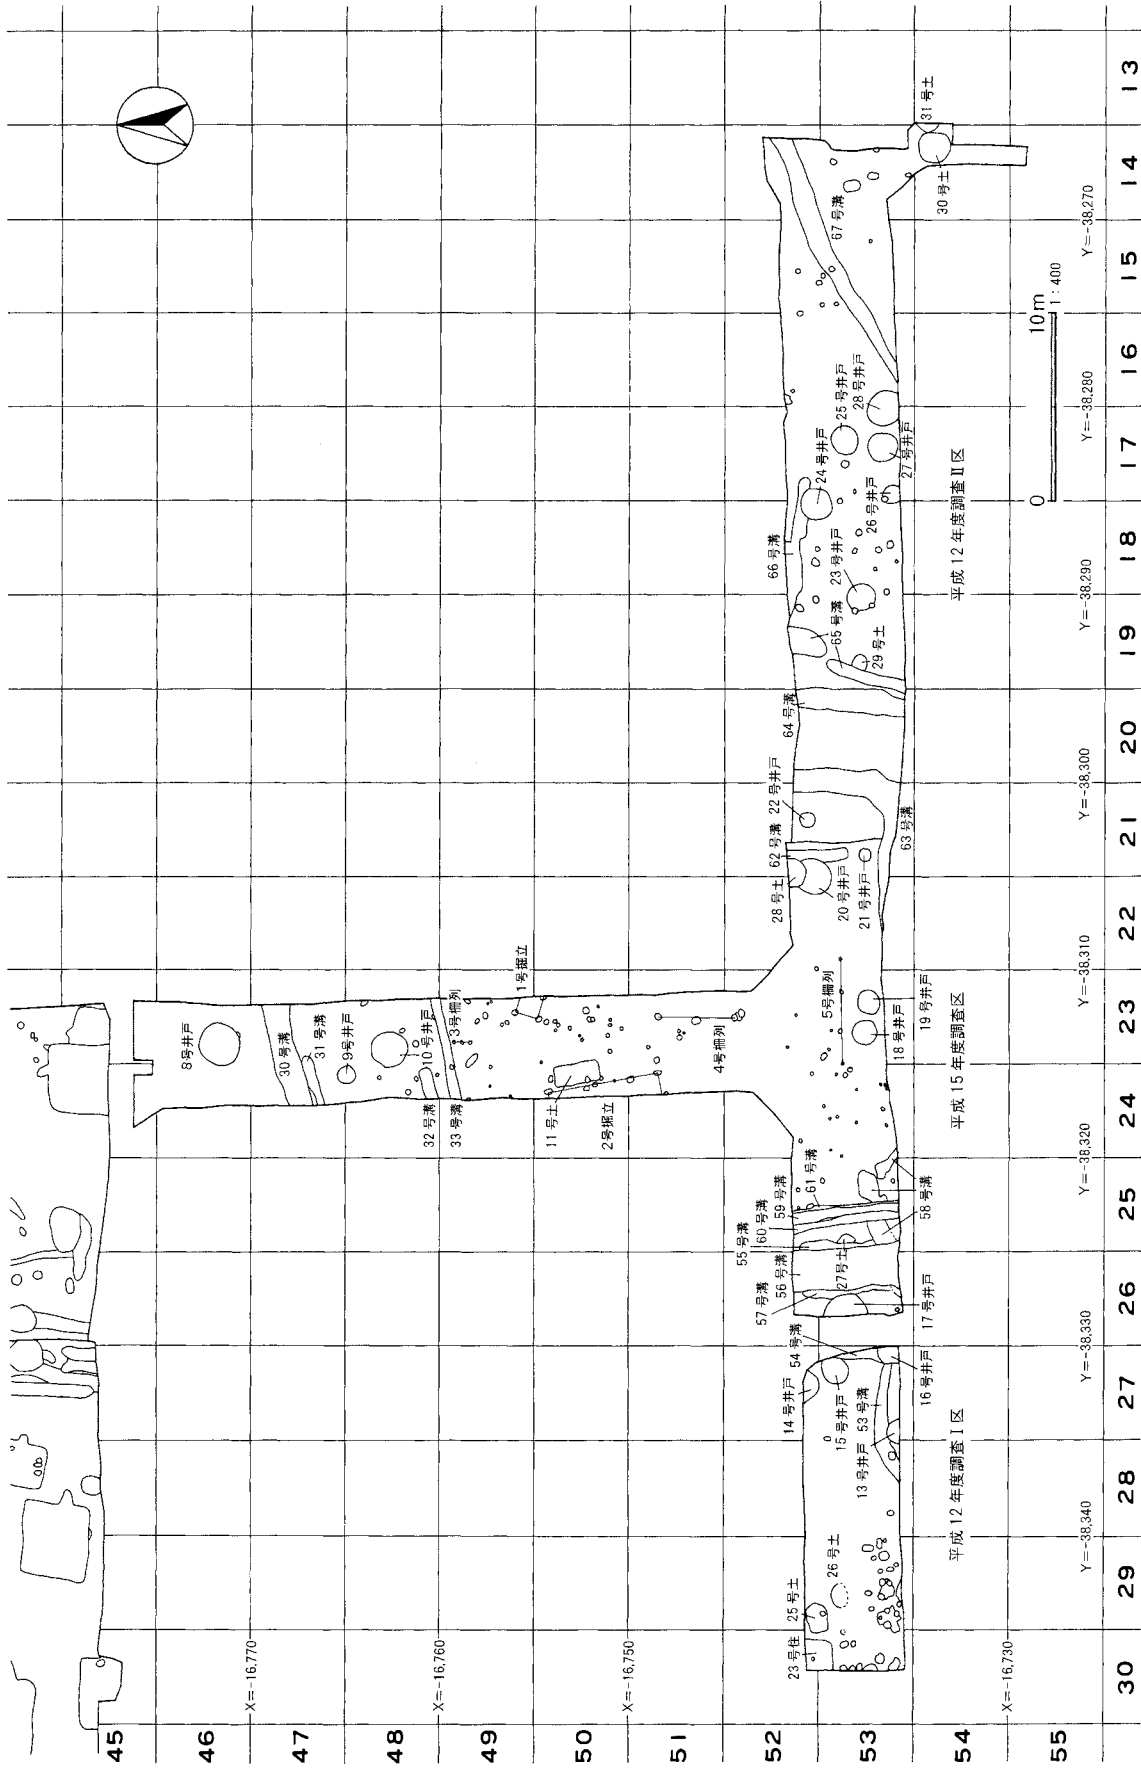 45
46
47
48
49
50
51
52
53
54
55
30
29
28
27
26
25
24
23
22
21
20
19
18
17
16
15
14
13
X=-16,770
X=-16,760
X=-16,750
X=-16,730
Y=-38,340
Y=-38,330
Y=-38,320
Y=-38,310
Y=-38,300
Y=-38,290
Y=-38,280
Y=-38,270
8号井戸
30号溝
31号溝
9号井戸
10号井戸
32号溝
33号溝
3号柵列
1号掘立
11号土
2号掘立
4号柵列
23号住
25号土
26号土
13号井戸
53号溝
15号井戸
14号井戸
54号溝
16号井戸
17号井戸
57号溝
56号溝
55号溝
27号土
60号溝
59号溝
61号溝
58号溝
5号柵列
18号井戸
19号井戸
28号土
62号溝
20号井戸
21号井戸
22号井戸
63号溝
64号溝
65号溝
29号土
66号溝
23号井戸
24号井戸
26号井戸
25号井戸
27号井戸
28号井戸
67号溝
30号土
31号土
平成12年度調査Ⅰ区
平成15年度調査区
平成12年度調査Ⅱ区
0
10m
1:400